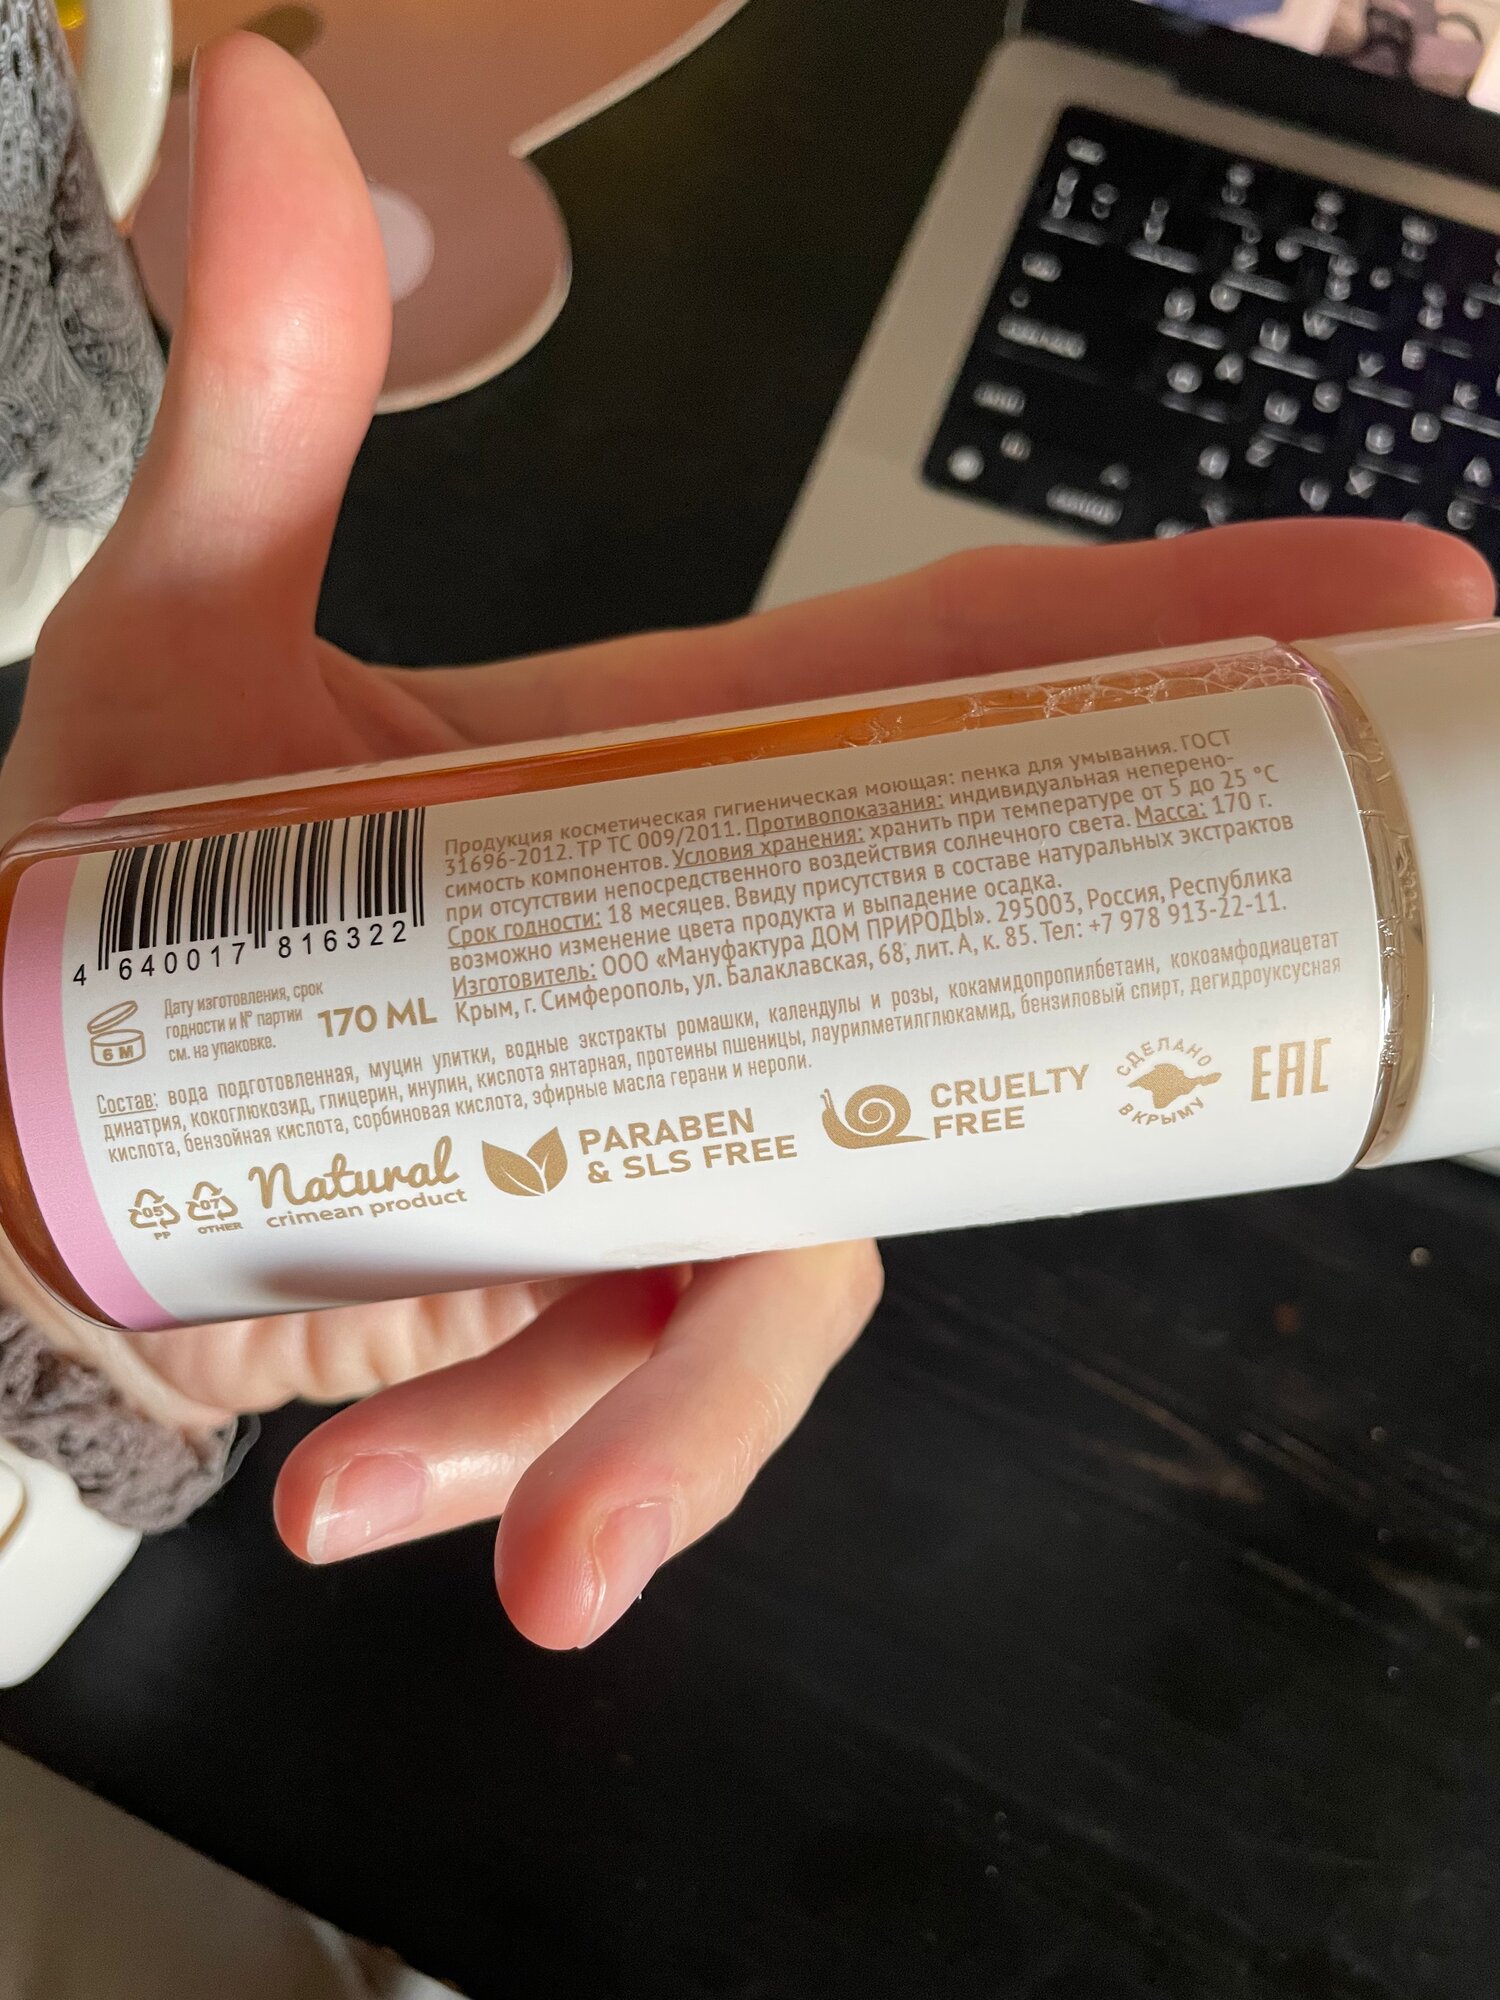 Продукция косметическая гигиеническая моющая: пенка для умывания. ГОСТ
31696-2012. ТР ТС 009/2011. Противопоказания: индивидуальная неперено-
симость компонентов. Условия хранения: хранить при температуре от 5 до 25 °C
при отсутствии непосредственного воздействия солнечного света. Масса: 170 г.
Срок годности: 18 месяцев. Ввиду присутствия в составе натуральных экстрактов
возможно изменение цвета продукта и выпадение осадка.
Изготовитель: ООО «Мануфактура ДОМ ПРИРОДЫ». 295003, Россия, Республика
Крым, г. Симферополь, ул. Балаклавская, 68, лит. А, к. 85. Тел: +7 978 913-22-11.
4 640017 816322
6 M
Дату изготовления, срок
годности и № партии
см. на упаковке.
170 ML
Состав: вода подготовленная, муцин улитки, водные экстракты ромашки, календулы и розы, кокамидопропилбетаин, кокоамфодиацетат
динатрия, кокоглюкозид, глицерин, инулин, кислота янтарная, протеины пшеницы, лаурилметилглюкамид, бензиловый спирт, дегидроуксусная
кислота, бензойная кислота, сорбиновая кислота, эфирные масла герани и нероли.
05
PP
07
OTHER
Natural
crimean product
PARABEN
& SLS FREE
CRUELTY
FREE
СДЕЛАНО
В КРЫМУ
EAC